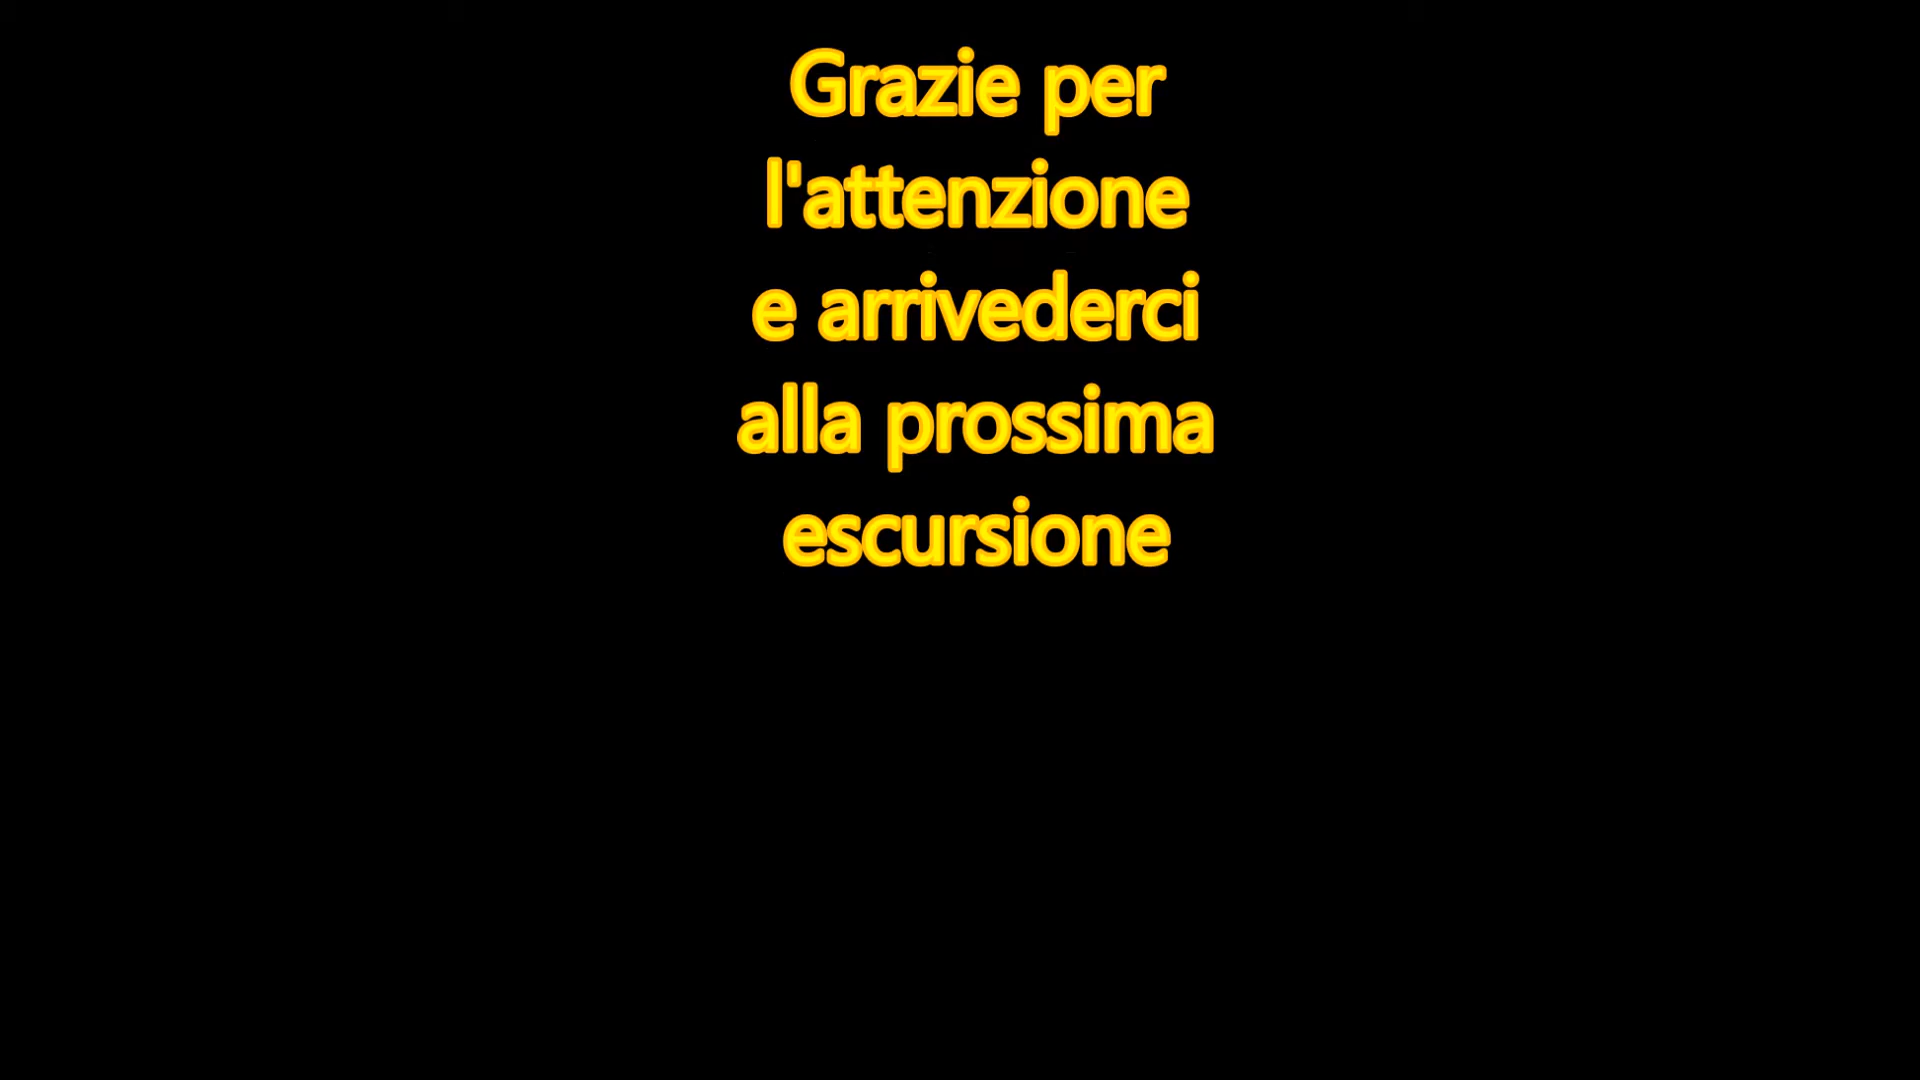 Grazie per
l'attenzione
e arrivederci
alla prossima
escursione